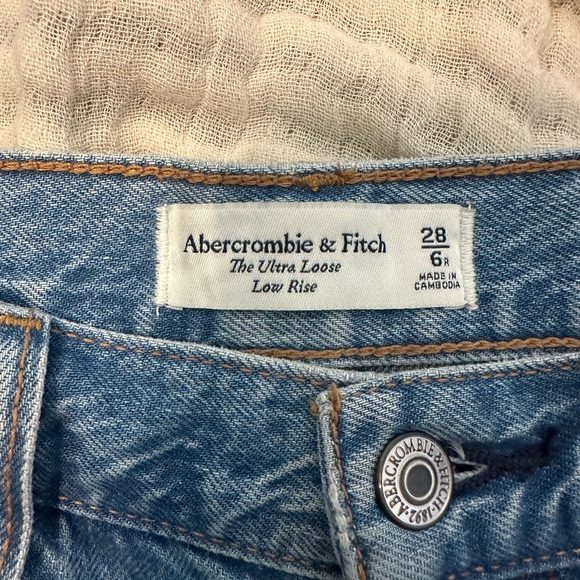 Abercrombie & Fitch
The Ultra Loose
Low Rise
28
6R
MADE IN
CAMBODIA
ABERCROMBIE & FITCH · 1892 ·